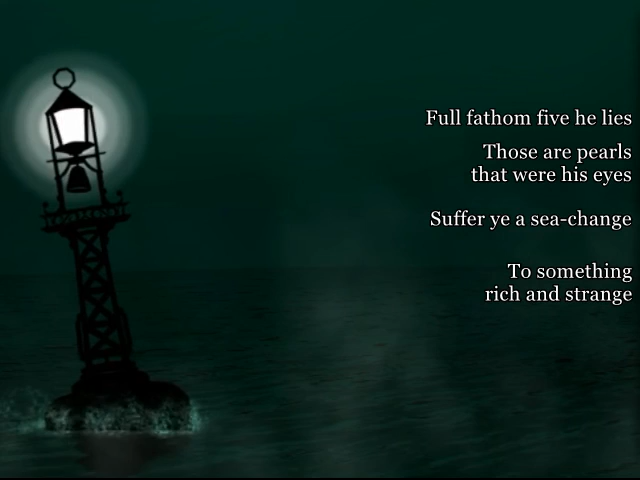 Full fathom five he lies
Those are pearls
that were his eyes
Suffer ye a sea-change
To something
rich and strange